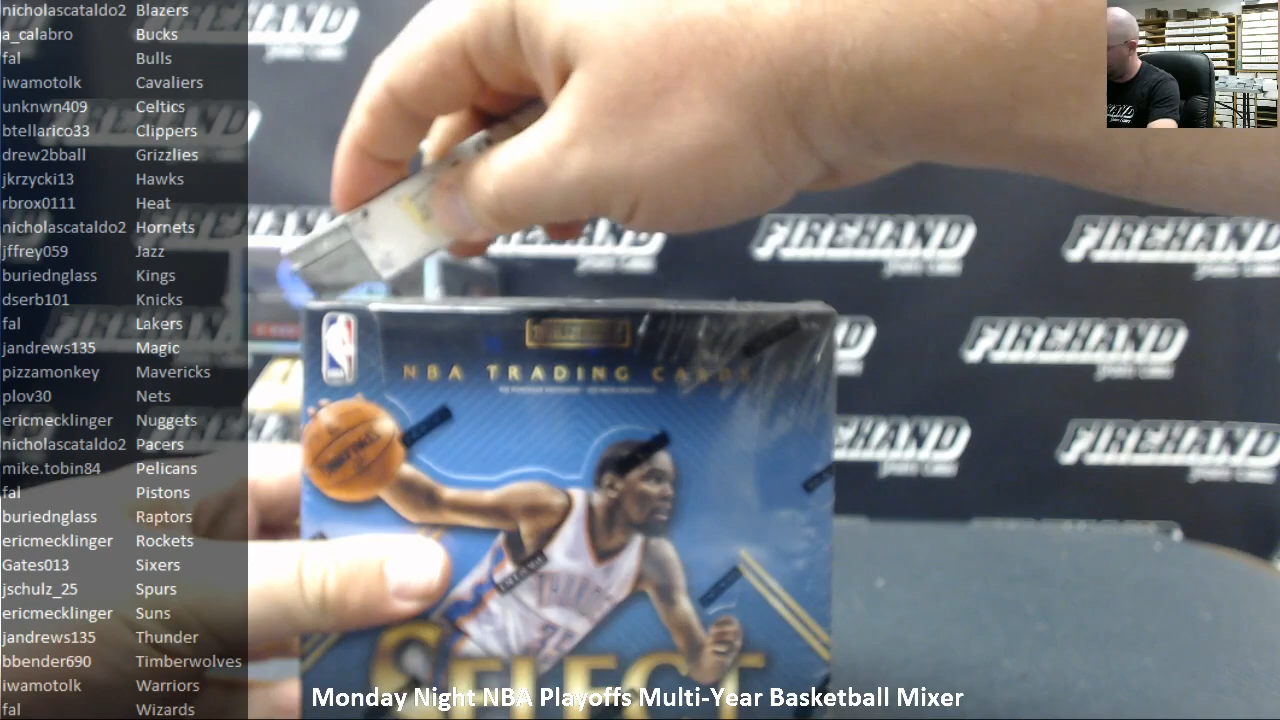 nicholascataldo2 Blazers
a_calabro Bucks
fal Bulls
iwamotolk Cavaliers
unknwn409 Celtics
btellarico33 Clippers
drew2bball Grizzlies
jkrzycki13 Hawks
rbrox0111 Heat
nicholascataldo2 Hornets
jffrey059 Jazz
buriednglass Kings
dserb101 Knicks
fal Lakers
jandrews135 Magic
pizzamonkey Mavericks
plov30 Nets
ericmecklinger Nuggets
nicholascataldo2 Pacers
mike.tobin84 Pelicans
fal Pistons
buriednglass Raptors
ericmecklinger Rockets
Gates013 Sixers
jschulz_25 Spurs
ericmecklinger Suns
jandrews135 Thunder
bbender690 Timberwolves
iwamotolk Warriors
fal Wizards
FIREHAND
FIREHAND
FIREHAND
FIREHAND
FIREHAND
FIREHAND
NBA TRADING CARDS
THUNDER
35
SELECT
Monday Night NBA Playoffs Multi-Year Basketball Mixer